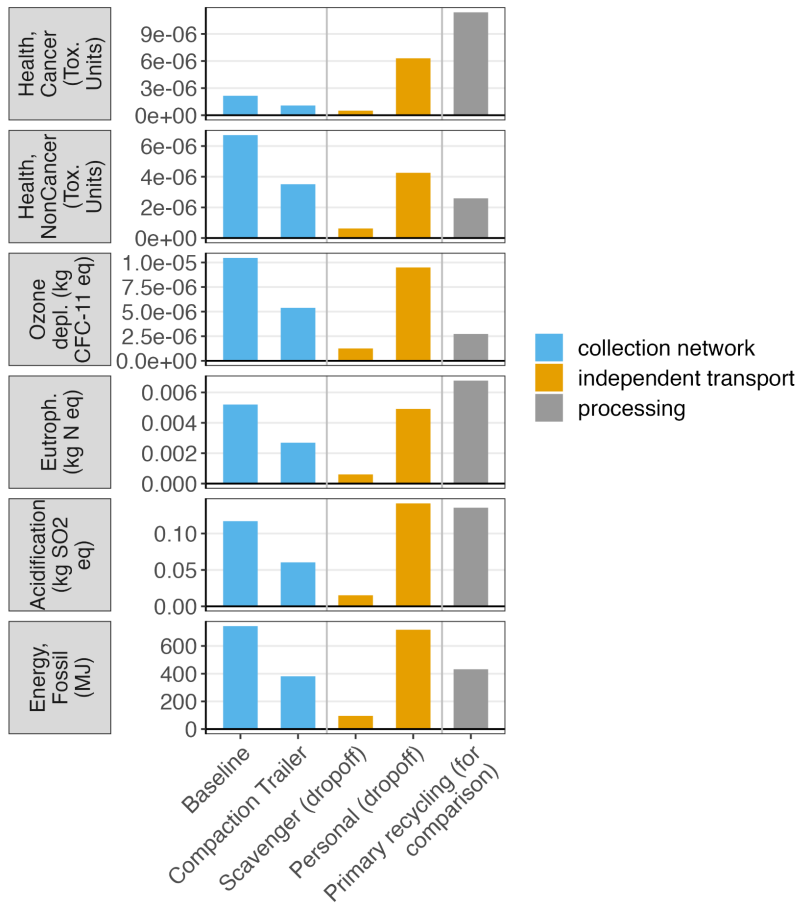 Health,
Cancer
(Tox.
Units)
9e-06
6e-06
3e-06
0e+00
Health,
NonCancer
(Tox.
Units)
6e-06
4e-06
2e-06
0e+00
Ozone
depl. (kg
CFC-11 eq)
1.0e-05
7.5e-06
5.0e-06
2.5e-06
0.0e+00
Eutroph.
(kg N eq)
0.006
0.004
0.002
0.000
Acidification
(kg SO2
eq)
0.10
0.05
0.00
Energy,
Fossil
(MJ)
600
400
200
0
Baseline
Compaction Trailer
Scavenger (dropoff)
Personal (dropoff)
Primary recycling (for
comparison)
collection network
independent transport
processing